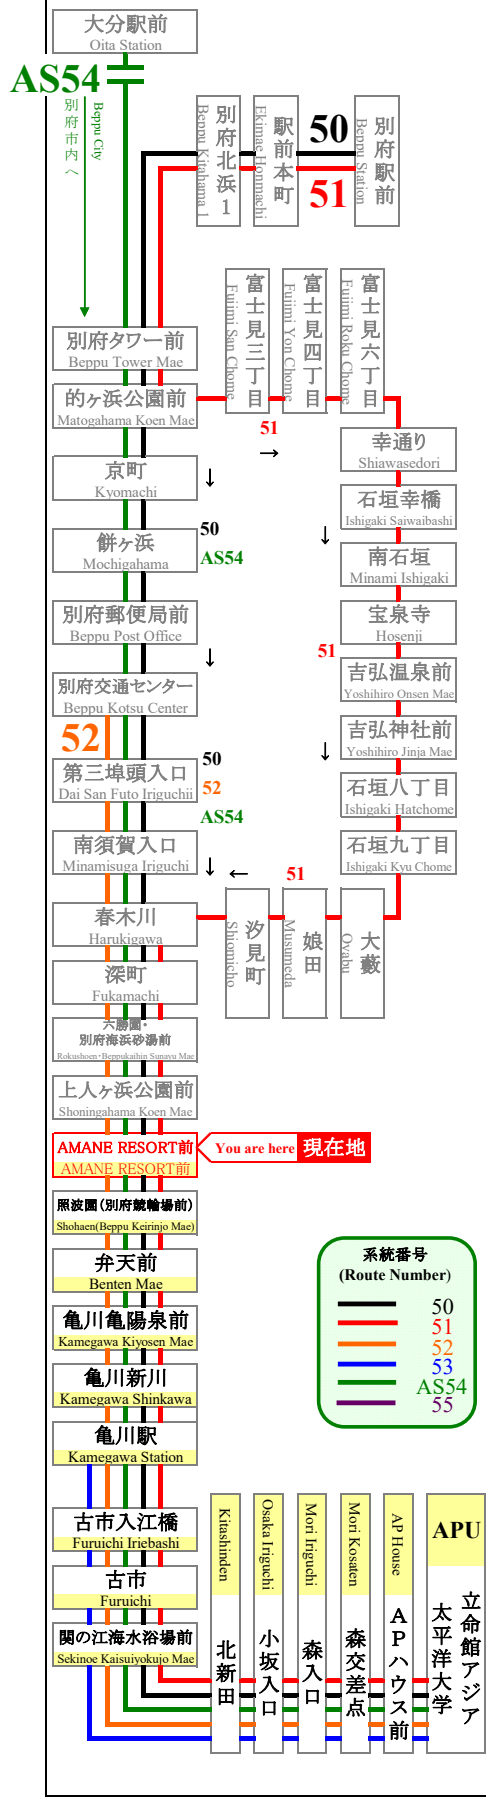 大分駅前
Oita Station
AS54
Beppu City
別府市内へ
別府北浜1
Beppu Kitahama 1
駅前本町
Ekimae Honmachi
50
51
別府駅前
Beppu Station
別府タワー前
Beppu Tower Mae
的ヶ浜公園前
Matogahama Koen Mae
富士見三丁目
Fujimi San Chome
富士見四丁目
Fujimi Yon Chome
富士見六丁目
Fujimi Roku Chome
51
→
幸通り
Shiawasedori
京町
Kyomachi
↓
石垣幸橋
Ishigaki Saiwaibashi
↓
餅ヶ浜
Mochigahama
50
AS54
南石垣
Minami Ishigaki
別府郵便局前
Beppu Post Office
宝泉寺
Hosenji
↓
51
吉弘温泉前
Yoshihiro Onsen Mae
別府交通センター
Beppu Kotsu Center
52
吉弘神社前
Yoshihiro Jinja Mae
↓
第三埠頭入口
Dai San Futo Iriguchii
50
52
AS54
石垣八丁目
Ishigaki Hatchome
南須賀入口
Minamisuga Iriguchi
石垣九丁目
Ishigaki Kyu Chome
↓
←
51
春木川
Harukigawa
汐見町
Shiomicho
娘田
Musumeda
大藪
Oyabu
深町
Fukamachi
六勝園・
別府海浜砂湯前
Rokushoen・Beppukaihin Sunayu Mae
上人ヶ浜公園前
Shoningahama Koen Mae
AMANE RESORT前
AMANE RESORT前
You are here 現在地
照波園(別府競輪場前)
Shohaen(Beppu Keirinjo Mae)
弁天前
Benten Mae
亀川亀陽泉前
Kamegawa Kiyosen Mae
亀川新川
Kamegawa Shinkawa
亀川駅
Kamegawa Station
系統番号
(Route Number)
50
51
52
53
AS54
55
古市入江橋
Furuichi Iriebashi
古市
Furuichi
関の江海水浴場前
Sekinoe Kaisuiyokujo Mae
Kitashinden
北新田
Osaka Iriguchi
小坂入口
Mori Iriguchi
森入口
Mori Kosaten
森交差点
AP House
APハウス前
APU
立命館アジア
太平洋大学